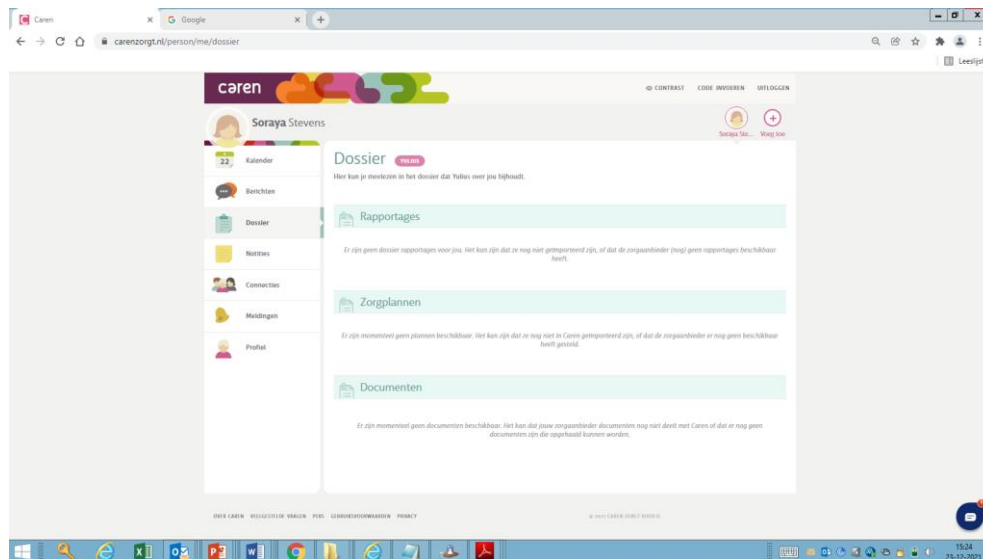 Caren
Google
carenzorgt.nl/person/me/dossier
Leeslijst
caren
CONTRAST CODE INVOEREN UITLOGGEN
Soraya Stevens
Soraya Ste... Voeg toe
22 Kalender
Berichten
Dossier
Notities
Connecties
Meldingen
Profiel
Dossier YULIUS
Hier kun je meelezen in het dossier dat Yulius over jou bijhoudt.
Rapportages
Er zijn geen dossier rapportages voor jou. Het kan zijn dat ze nog niet geïmporteerd zijn, of dat de zorgaanbieder (nog) geen rapportages beschikbaar
heeft.
Zorgplannen
Er zijn momenteel geen plannen beschikbaar. Het kan zijn dat ze nog niet in Caren geïmporteerd zijn, of dat de zorgaanbieder er nog geen beschikbaar
heeft gesteld.
Documenten
Er zijn momenteel geen documenten beschikbaar. Het kan dat jouw zorgaanbieder documenten nog niet deelt met Caren of dat er nog geen
documenten zijn die opgehaald kunnen worden.
OVER CAREN VEELGESTELDE VRAGEN PERS GEBRUIKSVOORWAARDEN PRIVACY
15:24
23-12-2021